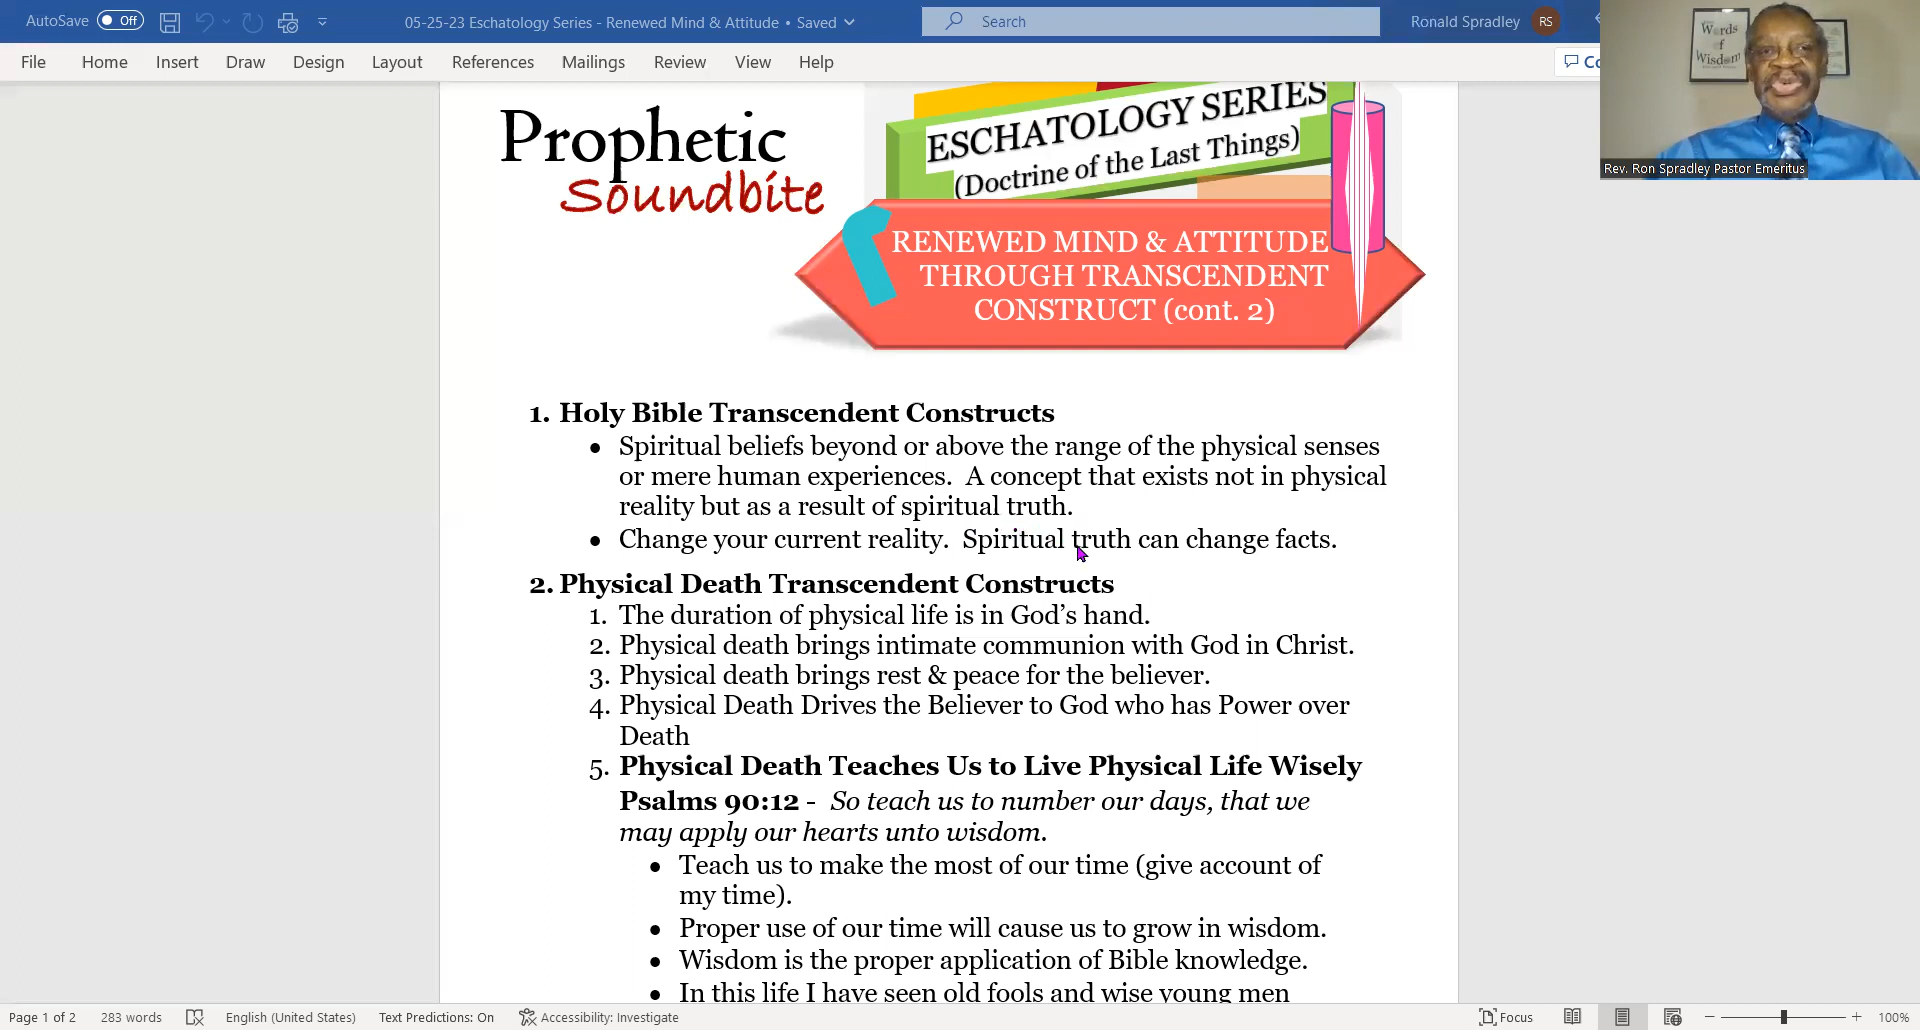 AutoSave Off 05-25-23 Eschatology Series - Renewed Mind & Attitude • Saved Search Ronald Spradley RS
File Home Insert Draw Design Layout References Mailings Review View Help Co
Words
of
Wisdom
Rev. Ron Spradley Pastor Emeritus
Prophetic
Soundbite
ESCHATOLOGY SERIES
(Doctrine of the Last Things)
RENEWED MIND & ATTITUDE
THROUGH TRANSCENDENT
CONSTRUCT (cont. 2)
1. Holy Bible Transcendent Constructs
• Spiritual beliefs beyond or above the range of the physical senses
or mere human experiences. A concept that exists not in physical
reality but as a result of spiritual truth.
• Change your current reality. Spiritual truth can change facts.
2. Physical Death Transcendent Constructs
1. The duration of physical life is in God’s hand.
2. Physical death brings intimate communion with God in Christ.
3. Physical death brings rest & peace for the believer.
4. Physical Death Drives the Believer to God who has Power over
Death
5. Physical Death Teaches Us to Live Physical Life Wisely
Psalms 90:12 - So teach us to number our days, that we
may apply our hearts unto wisdom.
• Teach us to make the most of our time (give account of
my time).
• Proper use of our time will cause us to grow in wisdom.
• Wisdom is the proper application of Bible knowledge.
• In this life I have seen old fools and wise young men
Page 1 of 2 283 words English (United States) Text Predictions: On Accessibility: Investigate Focus 100%